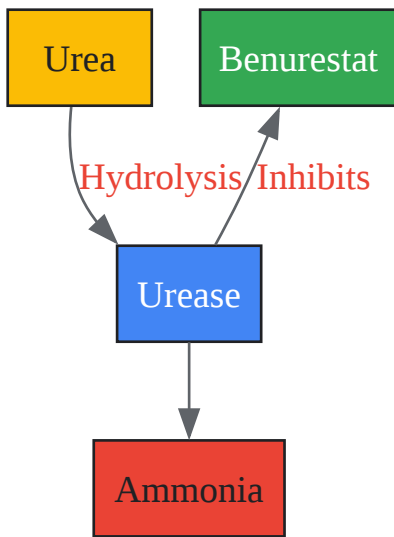 Urea
Benurestat
Hydrolysis
Inhibits
Urease
Ammonia